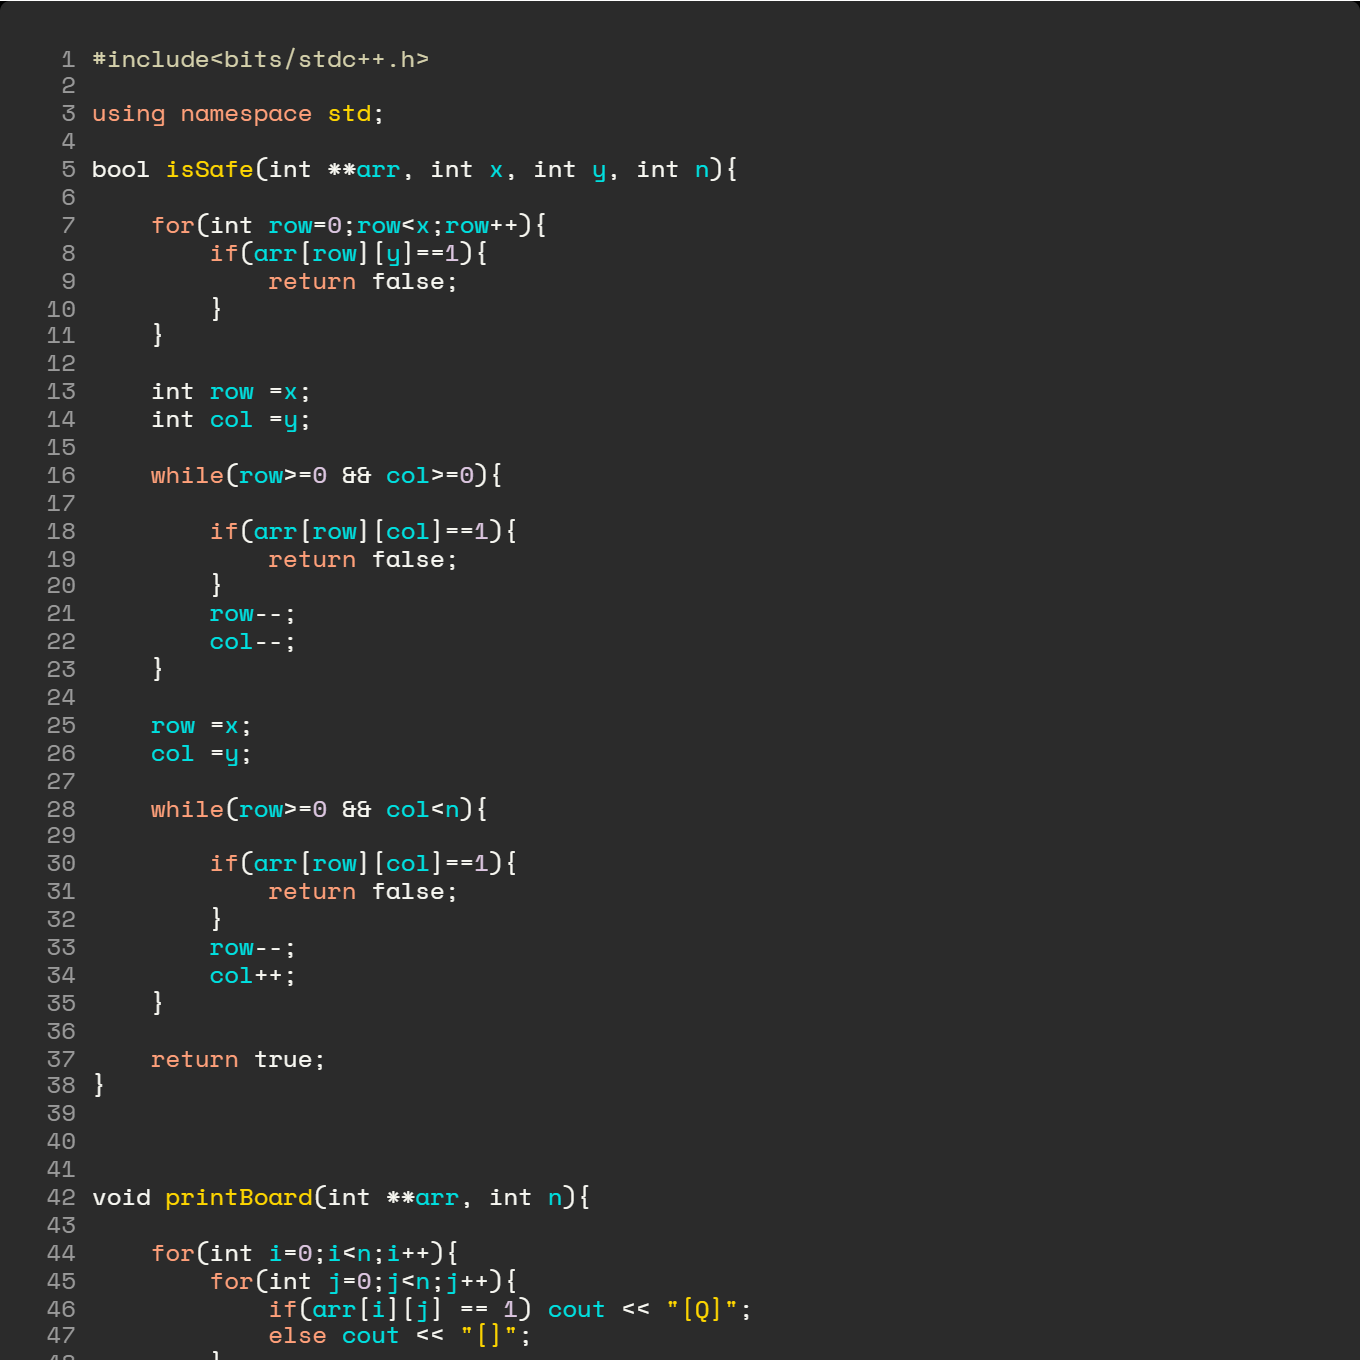 1 #include<bits/stdc++.h>
2
3 using namespace std;
4
5 bool isSafe(int **arr, int x, int y, int n){
6
7     for(int row=0;row<x;row++){
8         if(arr[row][y]==1){
9             return false;
10         }
11     }
12
13     int row =x;
14     int col =y;
15
16     while(row>=0 && col>=0){
17
18         if(arr[row][col]==1){
19             return false;
20         }
21         row--;
22         col--;
23     }
24
25     row =x;
26     col =y;
27
28     while(row>=0 && col<n){
29
30         if(arr[row][col]==1){
31             return false;
32         }
33         row--;
34         col++;
35     }
36
37     return true;
38 }
39
40
41
42 void printBoard(int **arr, int n){
43
44     for(int i=0;i<n;i++){
45         for(int j=0;j<n;j++){
46             if(arr[i][j] == 1) cout << "[Q]";
47             else cout << "[]";